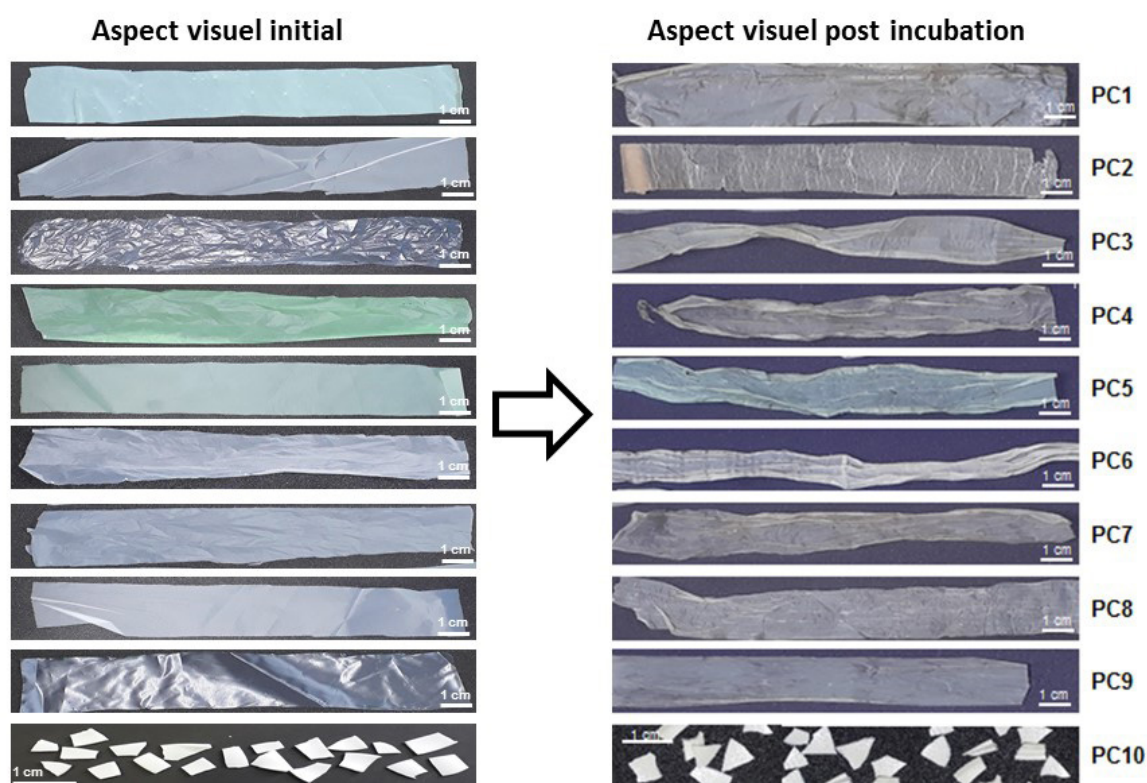 Aspect visuel initial
Aspect visuel post incubation
1 cm
1 cm
PC1
1 cm
1 cm
PC2
1 cm
1 cm
PC3
1 cm
1 cm
PC4
1 cm
1 cm
PC5
1 cm
1 cm
PC6
1 cm
1 cm
PC7
1 cm
1 cm
PC8
1 cm
1 cm
PC9
1 cm
1 cm
PC10